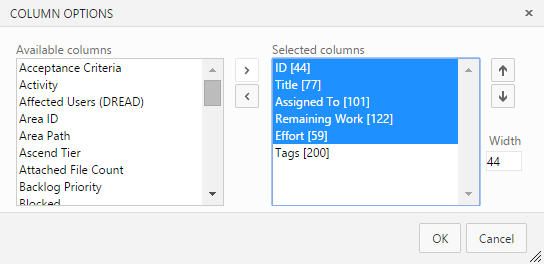 COLUMN OPTIONS
Available columns
Acceptance Criteria
Activity
Affected Users (DREAD)
Area ID
Area Path
Ascend Tier
Attached File Count
Backlog Priority
Blocked
Selected columns
ID [44]
Title [77]
Assigned To [101]
Remaining Work [122]
Effort [59]
Tags [200]
Width
44
OK
Cancel